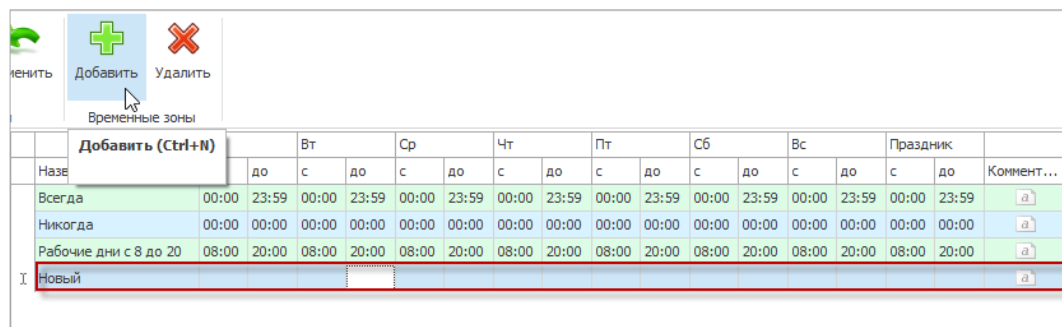 менить
Добавить
Удалить
Временные зоны
Добавить (Ctrl+N)
Вт Ср Чт Пт Сб Вс Праздник
Назв до с до с до с до с до с до с до с до Коммент...
Всегда 00:00 23:59 00:00 23:59 00:00 23:59 00:00 23:59 00:00 23:59 00:00 23:59 00:00 23:59 00:00 23:59 a
Никогда 00:00 00:00 00:00 00:00 00:00 00:00 00:00 00:00 00:00 00:00 00:00 00:00 00:00 00:00 00:00 00:00 a
Рабочие дни с 8 до 20 08:00 20:00 08:00 20:00 08:00 20:00 08:00 20:00 08:00 20:00 08:00 20:00 08:00 20:00 08:00 20:00 a
Новый a